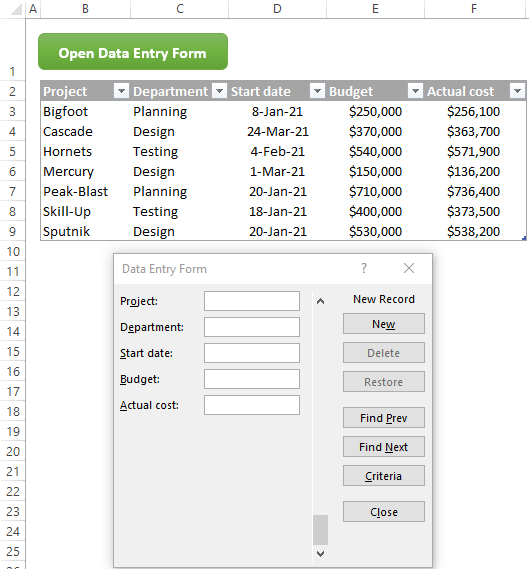 A B C D E F
1 Open Data Entry Form
2 Project Department Start date Budget Actual cost
3 Bigfoot Planning 8-Jan-21 $250,000 $256,100
4 Cascade Design 24-Mar-21 $370,000 $363,700
5 Hornets Testing 4-Feb-21 $540,000 $571,900
6 Mercury Design 1-Mar-21 $150,000 $136,200
7 Peak-Blast Planning 20-Jan-21 $710,000 $736,400
8 Skill-Up Testing 18-Jan-21 $400,000 $373,500
9 Sputnik Design 20-Jan-21 $530,000 $538,200
10
11 Data Entry Form ?
12
13 Project: New Record
14 Department: New
15 Start date: Delete
16 Budget: Restore
17 Actual cost:
18 Find Prev
19
20 Find Next
21 Criteria
22
23 Close
24
25
26